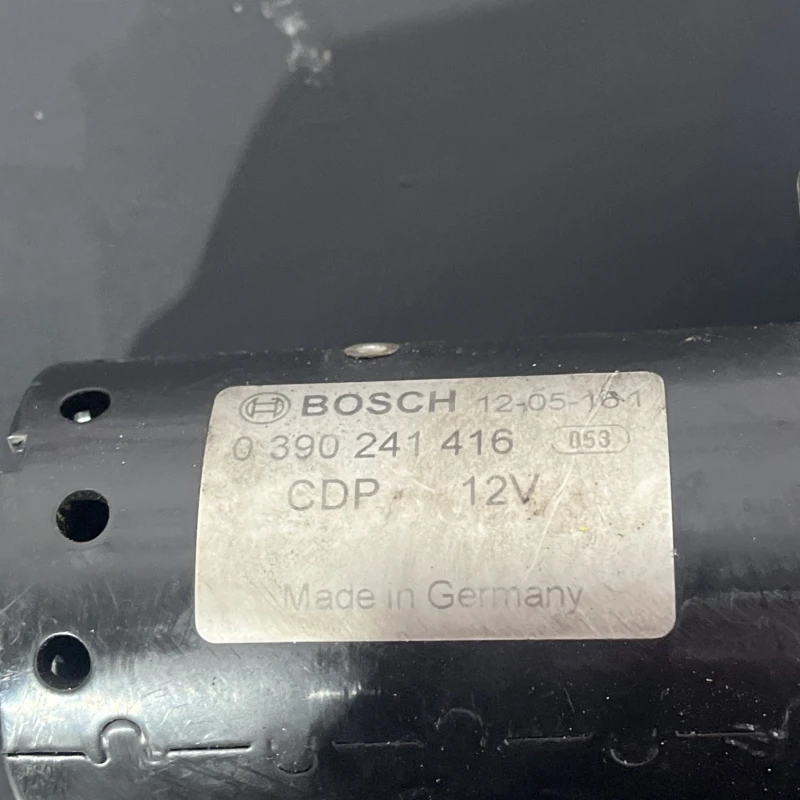 BOSCH 12-05-18 1
0 390 241 416 053
CDP 12V
Made in Germany